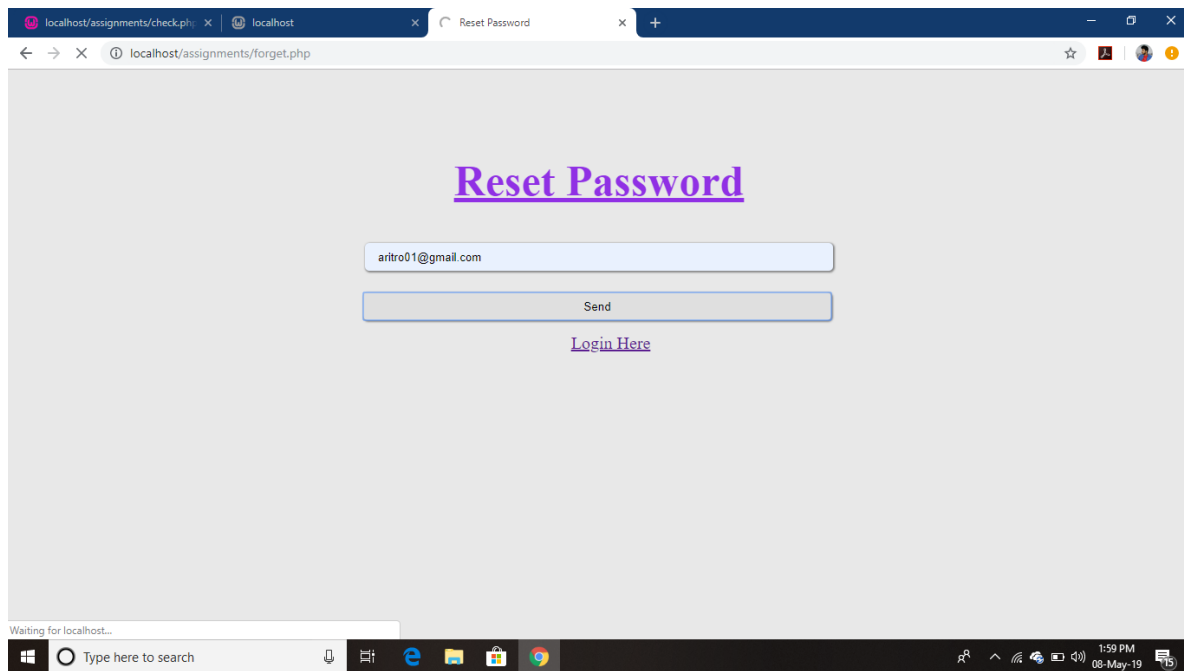 localhost/assignments/check.php
localhost
Reset Password
localhost/assignments/forget.php
Reset Password
aritro01@gmail.com
Send
Login Here
Waiting for localhost...
Type here to search
1:59 PM
08-May-19
15